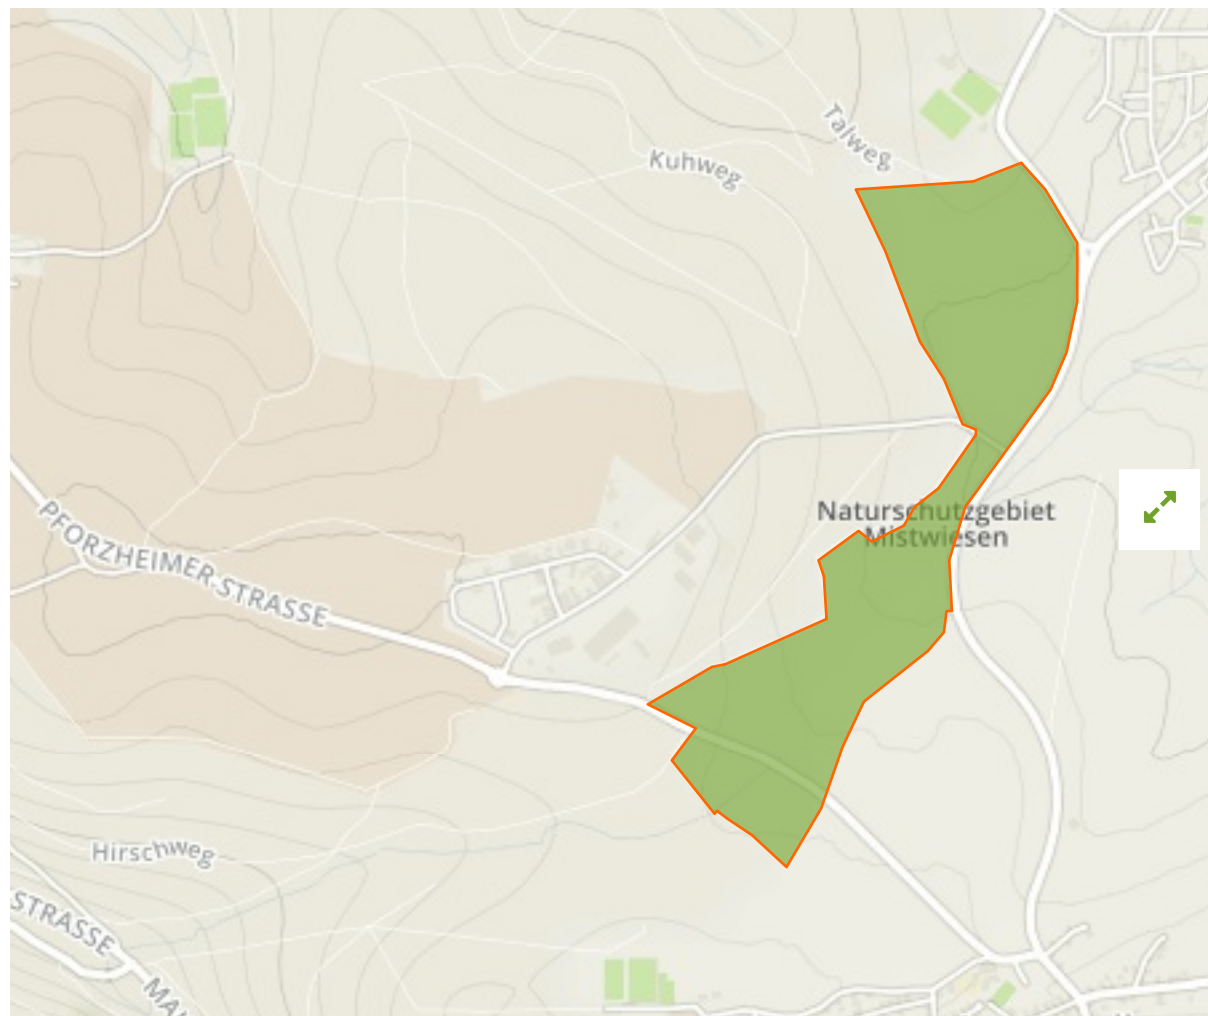 Talweg
Kuhweg
Naturschutzgebiet
Mistwiesen
PFORZHEIMER-STRASSE
Hirschweg
STRASSE